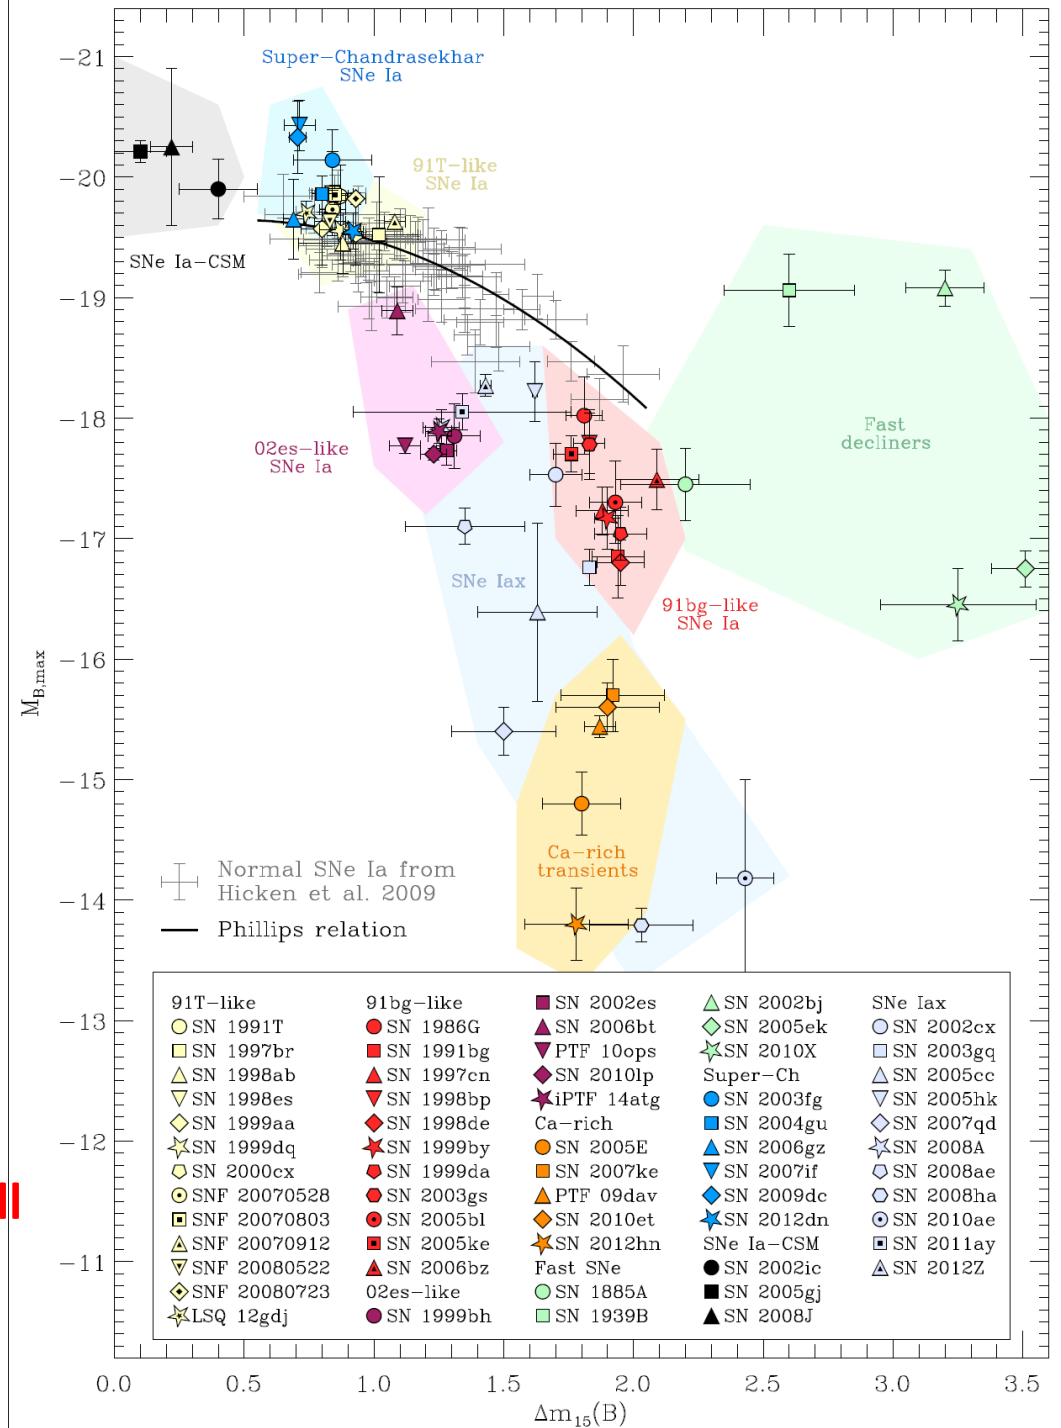 −21
−20
−19
−18
−17
−16
−15
−14
−13
−12
−11
M_B,max
Super−Chandrasekhar
SNe Ia
91T−like
SNe Ia
SNe Ia−CSM
02es−like
SNe Ia
Fast
decliners
SNe Iax
91bg−like
SNe Ia
Ca−rich
transients
Normal SNe Ia from
Hicken et al. 2009
Phillips relation
91T−like
SN 1991T
SN 1997br
SN 1998ab
SN 1998es
SN 1999aa
SN 1999dq
SN 2000cx
SNF 20070528
SNF 20070803
SNF 20070912
SNF 20080522
SNF 20080723
LSQ 12gdj
91bg−like
SN 1986G
SN 1991bg
SN 1997cn
SN 1998bp
SN 1998de
SN 1999by
SN 1999da
SN 2003gs
SN 2005bl
SN 2005ke
SN 2006bz
02es−like
SN 1999bh
SN 2002es
SN 2006bt
PTF 10ops
SN 2010lp
iPTF 14atg
Ca−rich
SN 2005E
SN 2007ke
PTF 09dav
SN 2010et
SN 2012hn
Fast SNe
SN 1885A
SN 1939B
SN 2002bj
SN 2005ek
SN 2010X
Super−Ch
SN 2003fg
SN 2004gu
SN 2006gz
SN 2007if
SN 2009dc
SN 2012dn
SNe Ia−CSM
SN 2002ic
SN 2005gj
SN 2008J
SNe Iax
SN 2002cx
SN 2003gq
SN 2005cc
SN 2005hk
SN 2007qd
SN 2008A
SN 2008ae
SN 2008ha
SN 2010ae
SN 2011ay
SN 2012Z
0.0 0.5 1.0 1.5 2.0 2.5 3.0 3.5
Δm₁₅(B)